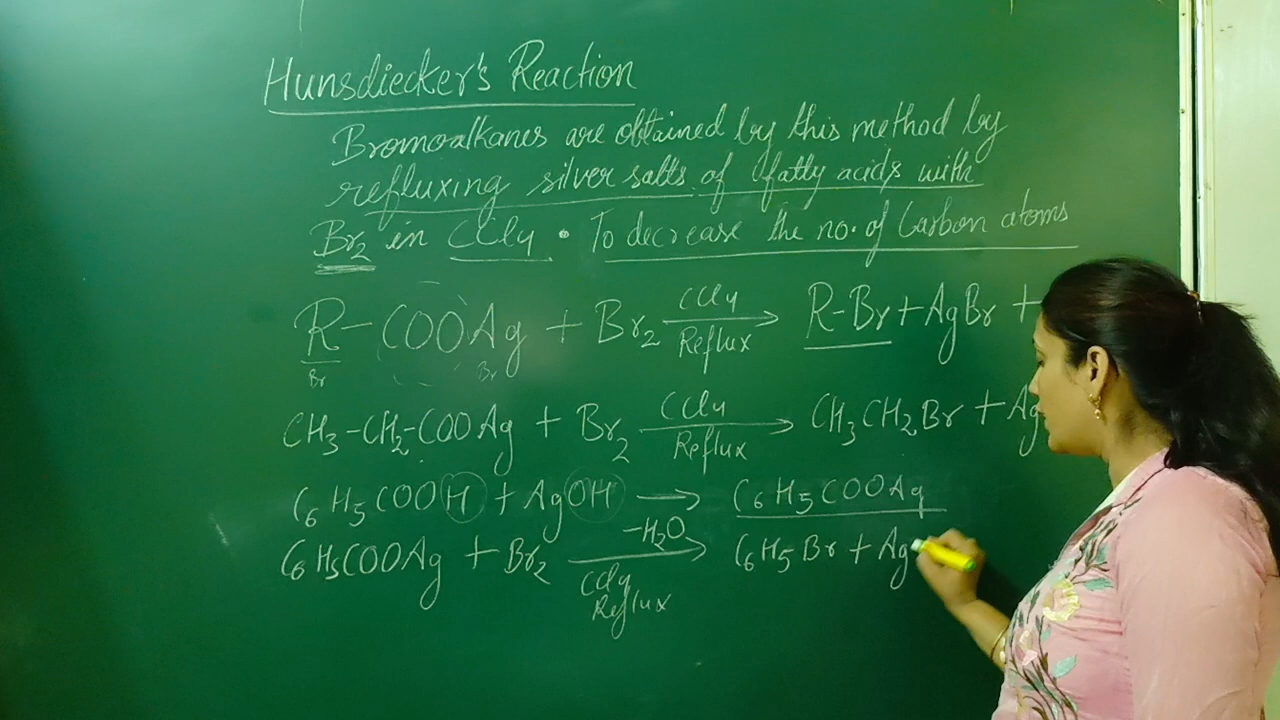 Hunsdiecker's Reaction
Bromoalkanes are obtained by this method by
refluxing silver salts of fatty acids with
Br2 in CCl4 • To decrease the no. of Carbon atoms
R-COOAg + Br2 CCl4 Reflux → R-Br + AgBr +
Br Br
CH3-CH2-COOAg + Br2 CCl4 Reflux → CH3CH2Br + Ag
C6H5COOH + AgOH → -H2O C6H5COOAg
C6H5COOAg + Br2 → CCl4 Reflux C6H5Br + Ag